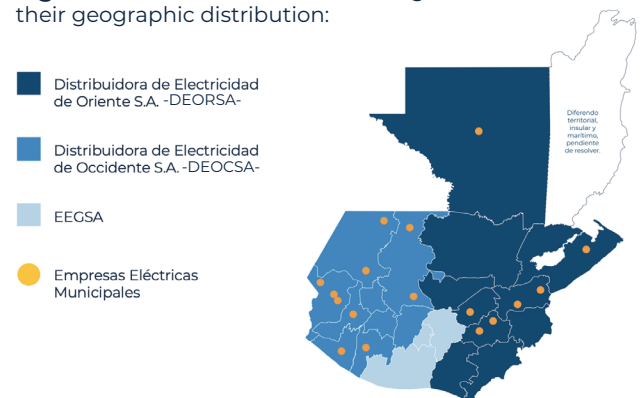 their geographic distribution:
Distribuidora de Electricidad
de Oriente S.A. -DEORSA-
Distribuidora de Electricidad
de Occidente S.A. -DEOCSA-
EEGSA
Empresas Eléctricas
Municipales
Diferendo
territorial,
insular y
marítimo,
pendiente
de resolver.